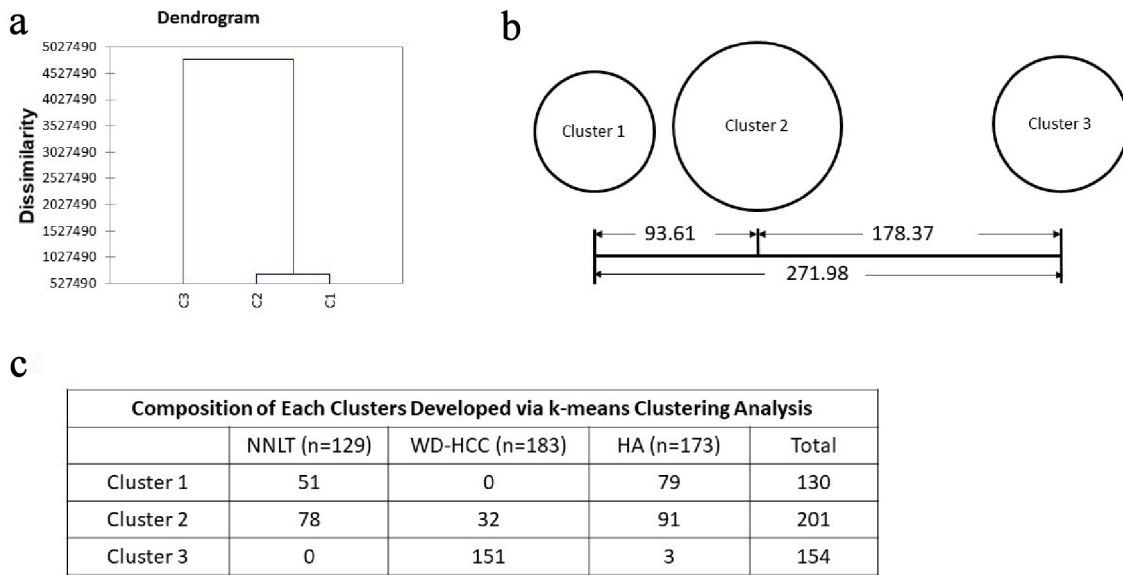 a
Dendrogram
5027490
4527490
4027490
3527490
3027490
2527490
2027490
1527490
1027490
527490
Dissimilarity
C3 C2 C1
b
Cluster 1 Cluster 2 Cluster 3
93.61 178.37
271.98
c
Composition of Each Clusters Developed via k-means Clustering Analysis
NNLT (n=129) WD-HCC (n=183) HA (n=173) Total
Cluster 1 51 0 79 130
Cluster 2 78 32 91 201
Cluster 3 0 151 3 154